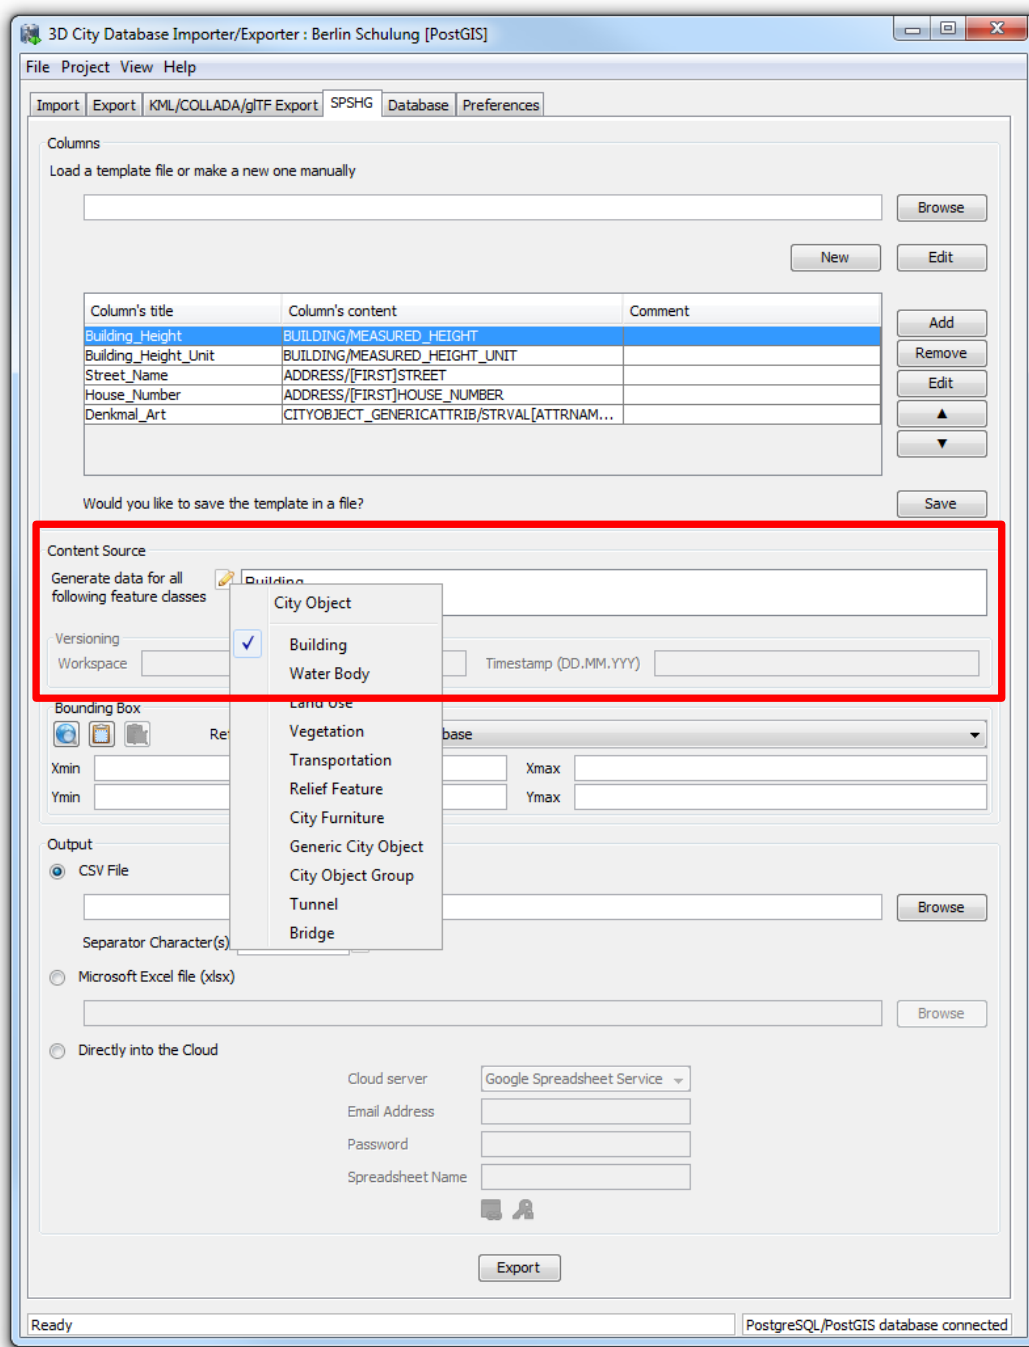 3D City Database Importer/Exporter : Berlin Schulung [PostGIS]
File Project View Help
Import Export KML/COLLADA/glTF Export SPSHG Database Preferences
Columns
Load a template file or make a new one manually
Browse
New Edit
Column's title Column's content Comment
Building_Height BUILDING/MEASURED_HEIGHT
Building_Height_Unit BUILDING/MEASURED_HEIGHT_UNIT
Street_Name ADDRESS/[FIRST]STREET
House_Number ADDRESS/[FIRST]HOUSE_NUMBER
Denkmal_Art CITYOBJECT_GENERICATTRIB/STRVAL[ATTRNAM...
Add
Remove
Edit
▲
▼
Would you like to save the template in a file? Save
Content Source
Generate data for all
following feature classes
Building
City Object
Building
Water Body
Land Use
Vegetation
Transportation
Relief Feature
City Furniture
Generic City Object
City Object Group
Tunnel
Bridge
Versioning
Workspace Timestamp (DD.MM.YYY)
Bounding Box
Xmin Xmax
Ymin Ymax
Output
CSV File
Browse
Separator Character(s)
Microsoft Excel file (xlsx)
Browse
Directly into the Cloud
Cloud server Google Spreadsheet Service
Email Address
Password
Spreadsheet Name
Export
Ready PostgreSQL/PostGIS database connected